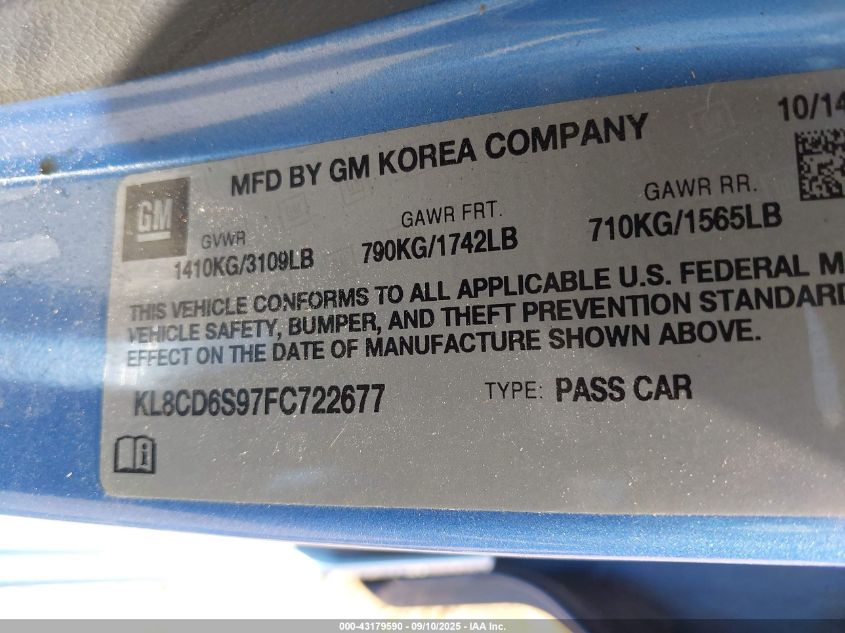 10/14
MFD BY GM KOREA COMPANY
GM
GVWR GAWR FRT. GAWR RR.
1410KG/3109LB 790KG/1742LB 710KG/1565LB
THIS VEHICLE CONFORMS TO ALL APPLICABLE U.S. FEDERAL M
VEHICLE SAFETY, BUMPER, AND THEFT PREVENTION STANDARD
EFFECT ON THE DATE OF MANUFACTURE SHOWN ABOVE.
KL8CD6S97FC722677 TYPE: PASS CAR
000-43179590 - 09/10/2025 - IAA Inc.